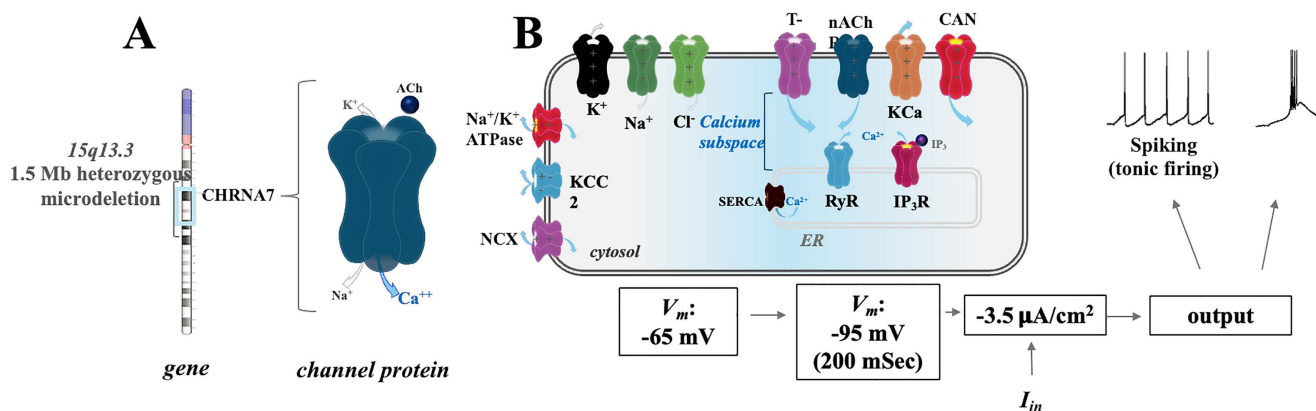 A
15q13.3
1.5 Mb heterozygous
microdeletion
CHRNA7
K⁺
ACh
Na⁺
Ca⁺⁺
gene
channel protein
B
K⁺
Na⁺
Cl⁻
T-
nACh
KCa
CAN
Na⁺/K⁺
ATPase
KCC
2
NCX
cytosol
Calcium
subspace
Ca²⁺
IP₃
RyR
IP₃R
SERCA
Ca²⁺
ER
Spiking
(tonic firing)
Vₘ:
-65 mV
Vₘ:
-95 mV
(200 mSec)
-3.5 µA/cm²
output
Iᵢₙ